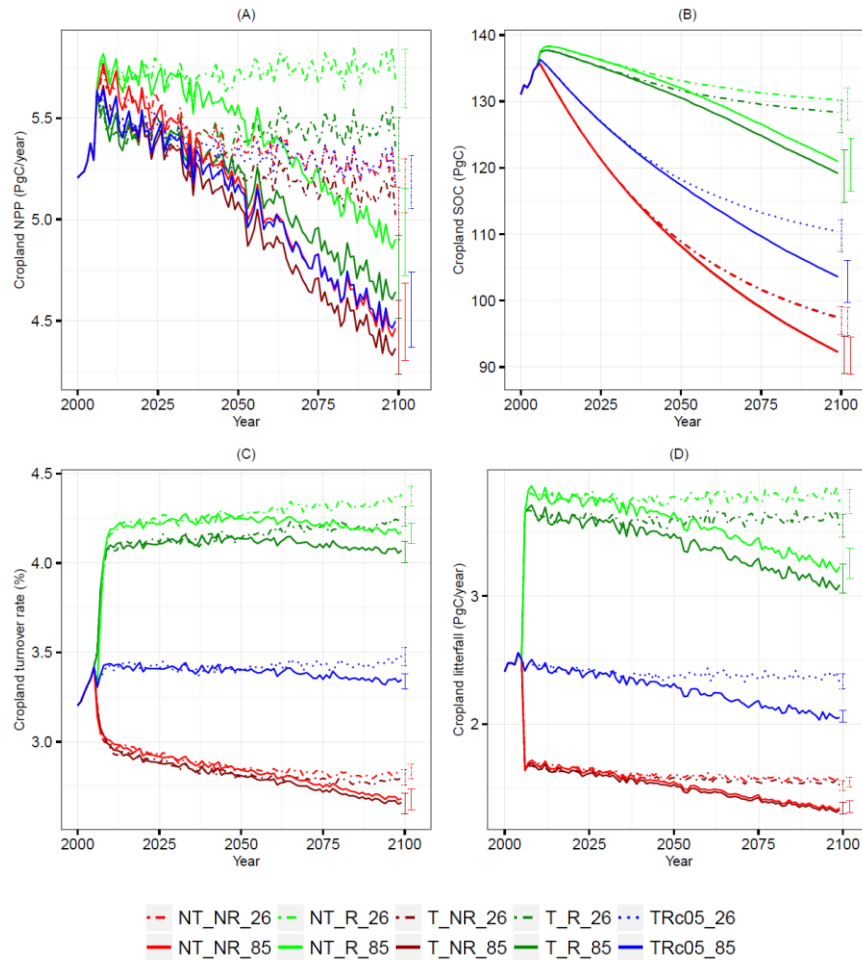 (A)
Cropland NPP (PgC/year)
5.5
5.0
4.5
2000 2025 2050 2075 2100
Year
(B)
Cropland SOC (PgC)
140
130
120
110
100
90
2000 2025 2050 2075 2100
Year
(C)
Cropland turnover rate (%)
4.5
4.0
3.5
3.0
2000 2025 2050 2075 2100
Year
(D)
Cropland litterfall (PgC/year)
3
2
2000 2025 2050 2075 2100
Year
NT_NR_26 NT_R_26 T_NR_26 T_R_26 TRc05_26
NT_NR_85 NT_R_85 T_NR_85 T_R_85 TRc05_85